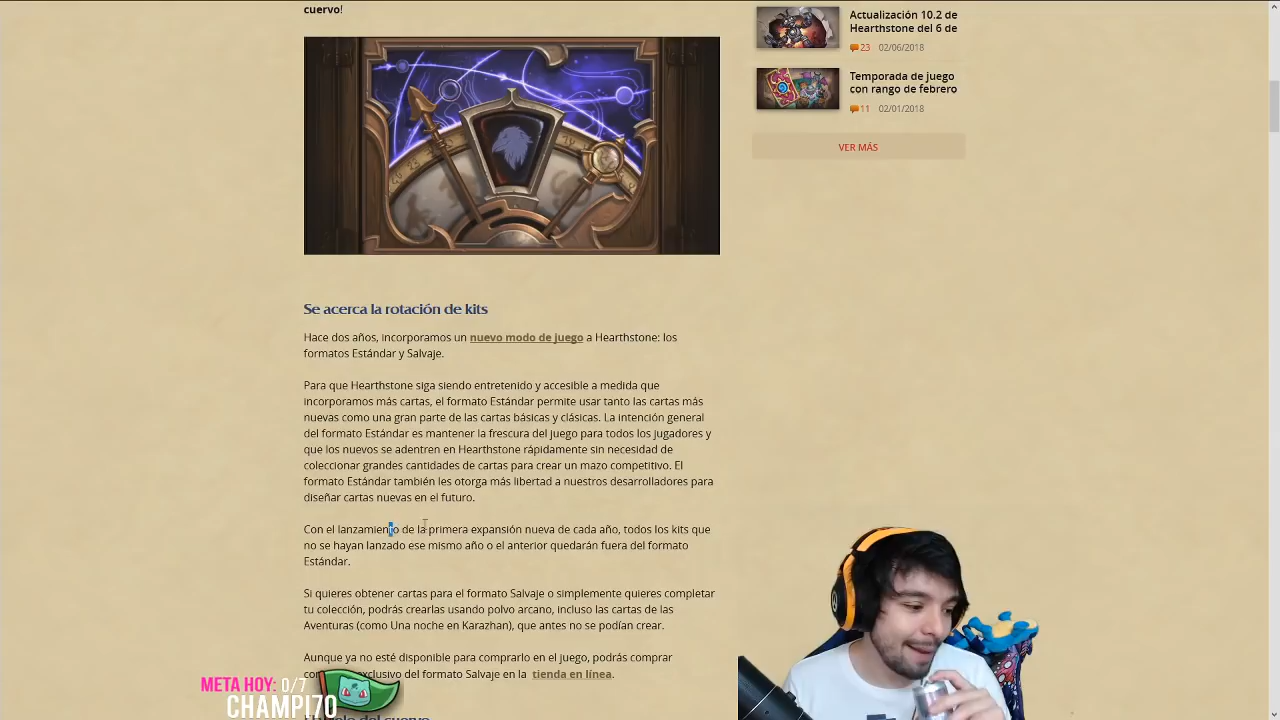 cuervo!
Actualización 10.2 de
Hearthstone del 6 de
23 02/06/2018
Temporada de juego
con rango de febrero
11 02/01/2018
VER MÁS
Se acerca la rotación de kits
Hace dos años, incorporamos un nuevo modo de juego a Hearthstone: los
formatos Estándar y Salvaje.
Para que Hearthstone siga siendo entretenido y accesible a medida que
incorporamos más cartas, el formato Estándar permite usar tanto las cartas más
nuevas como una gran parte de las cartas básicas y clásicas. La intención general
del formato Estándar es mantener la frescura del juego para todos los jugadores y
que los nuevos se adentren en Hearthstone rápidamente sin necesidad de
coleccionar grandes cantidades de cartas para crear un mazo competitivo. El
formato Estándar también les otorga más libertad a nuestros desarrolladores para
diseñar cartas nuevas en el futuro.
Con el lanzamiento de la primera expansión nueva de cada año, todos los kits que
no se hayan lanzado ese mismo año o el anterior quedarán fuera del formato
Estándar.
Si quieres obtener cartas para el formato Salvaje o simplemente quieres completar
tu colección, podrás crearlas usando polvo arcano, incluso las cartas de las
Aventuras (como Una noche en Karazhan), que antes no se podían crear.
Aunque ya no esté disponible para comprarlo en el juego, podrás comprar
exclusivo del formato Salvaje en la tienda en línea.
META HOY: 0/7
CHAMPI70
del cuervo